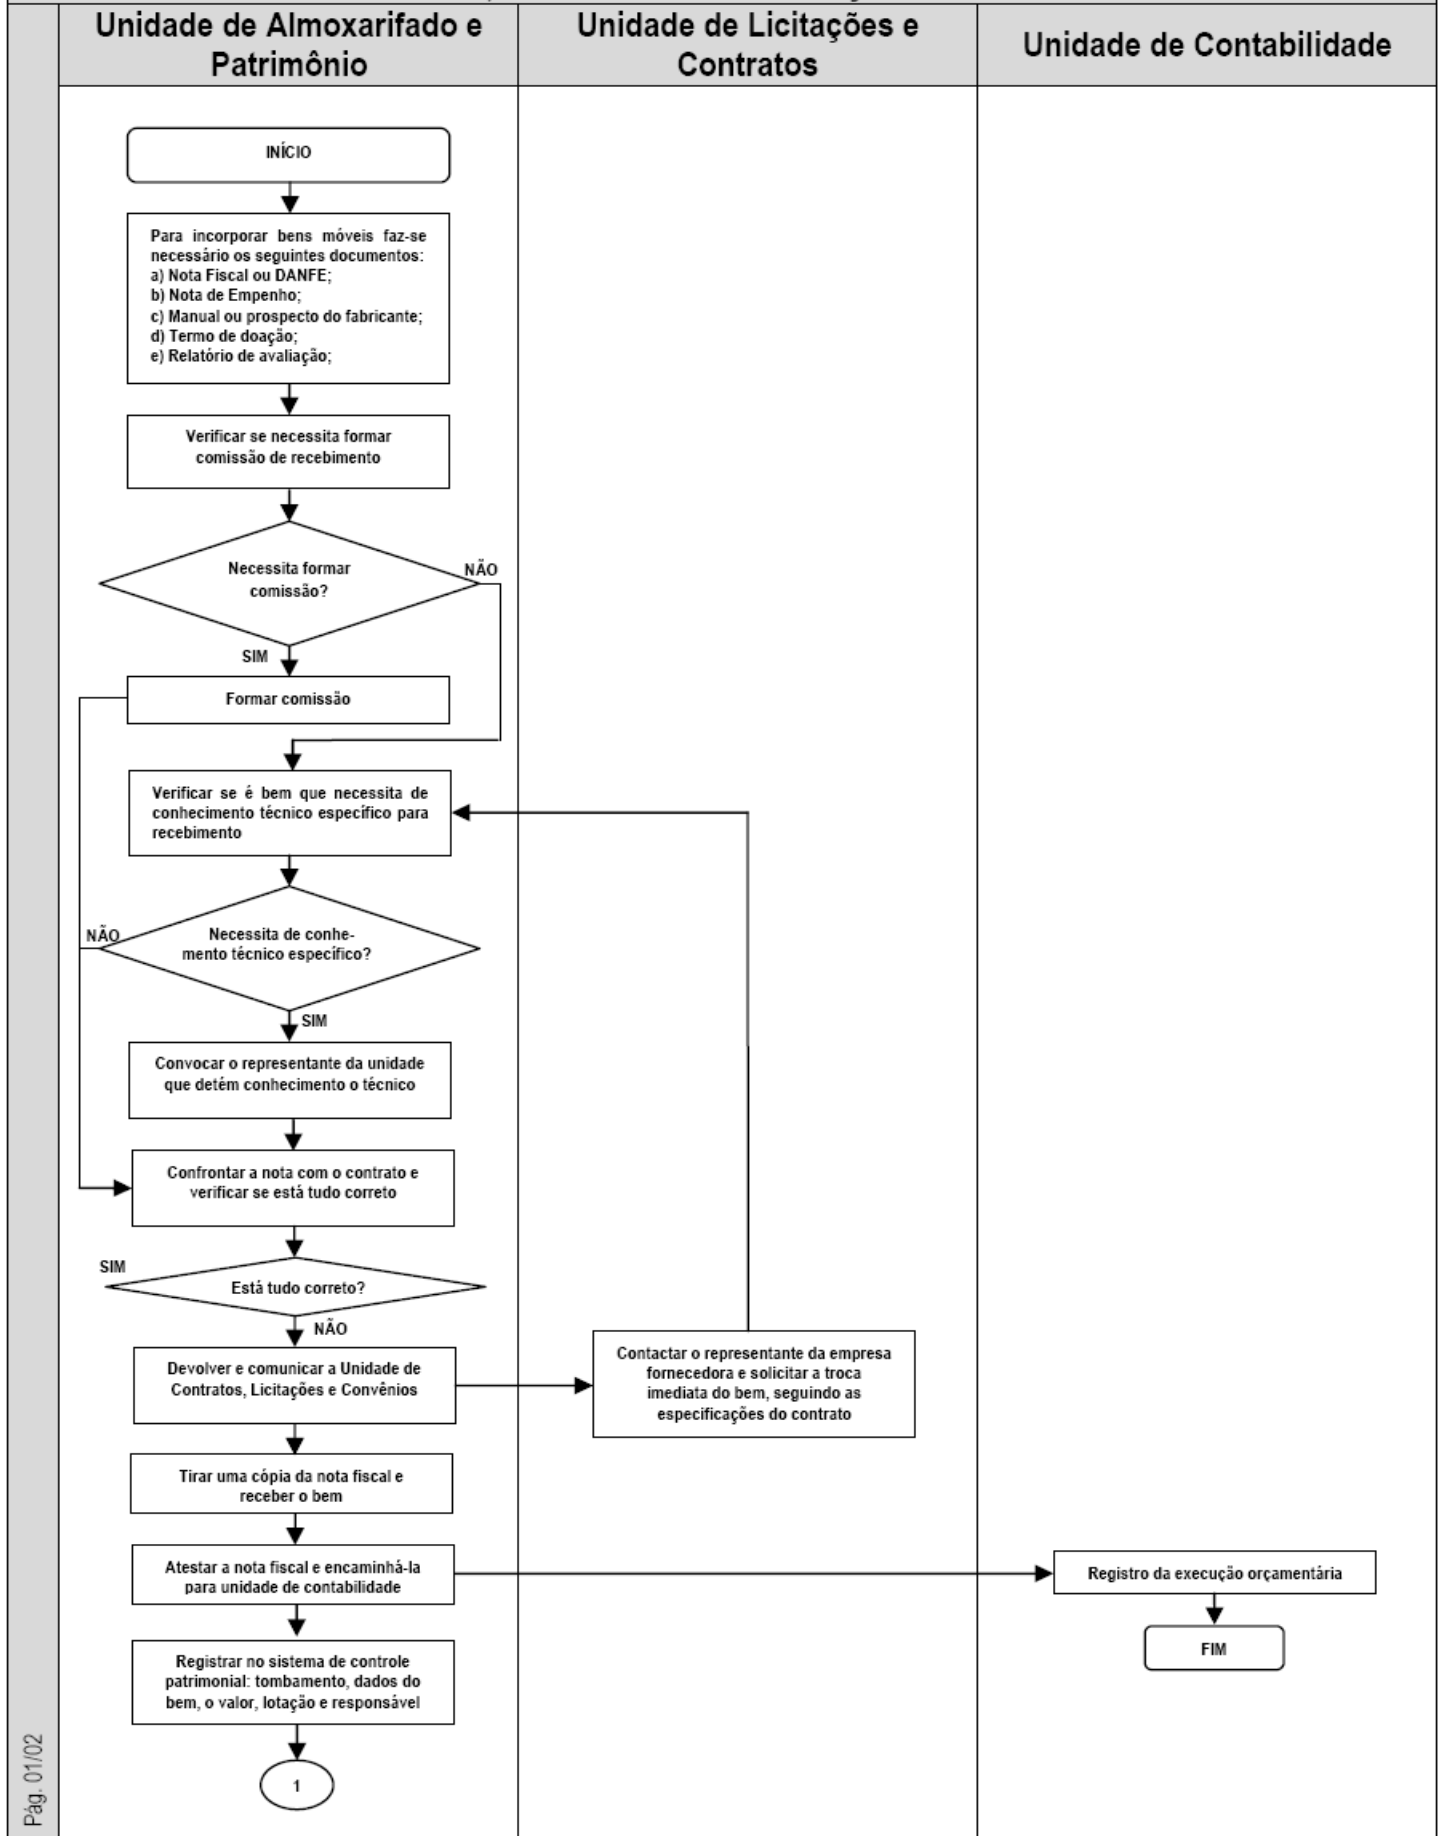 Unidade de Almoxarifado e
Patrimônio
Unidade de Licitações e
Contratos
Unidade de Contabilidade
INÍCIO
Para incorporar bens móveis faz-se
necessário os seguintes documentos:
a) Nota Fiscal ou DANFE;
b) Nota de Empenho;
c) Manual ou prospecto do fabricante;
d) Termo de doação;
e) Relatório de avaliação;
Verificar se necessita formar
comissão de recebimento
Necessita formar
comissão?
NÃO
SIM
Formar comissão
Verificar se é bem que necessita de
conhecimento técnico específico para
recebimento
NÃO
Necessita de conhe-
mento técnico específico?
SIM
Convocar o representante da unidade
que detém conhecimento o técnico
Confrontar a nota com o contrato e
verificar se está tudo correto
SIM
Está tudo correto?
NÃO
Devolver e comunicar a Unidade de
Contratos, Licitações e Convênios
Contactar o representante da empresa
fornecedora e solicitar a troca
imediata do bem, seguindo as
especificações do contrato
Tirar uma cópia da nota fiscal e
receber o bem
Atestar a nota fiscal e encaminhá-la
para unidade de contabilidade
Registro da execução orçamentária
FIM
Registrar no sistema de controle
patrimonial: tombamento, dados do
bem, o valor, lotação e responsável
1
Pág. 01/02